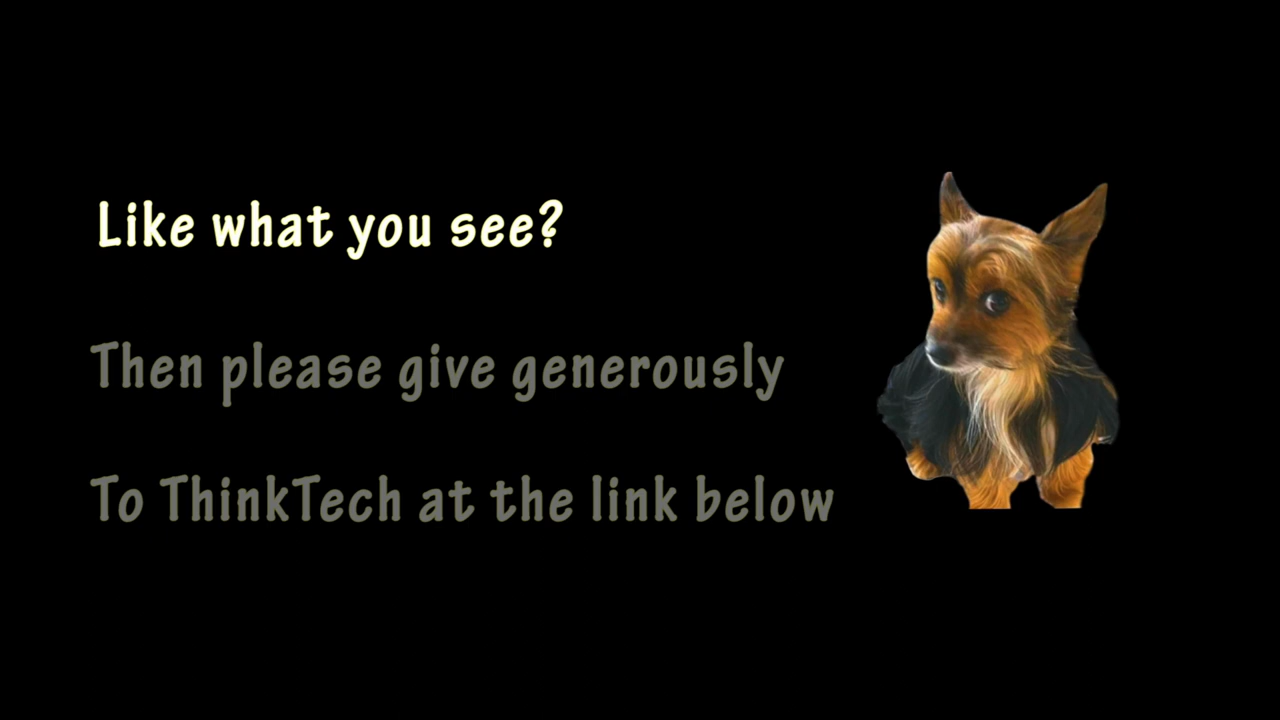 Like what you see?
Then please give generously
To ThinkTech at the link below